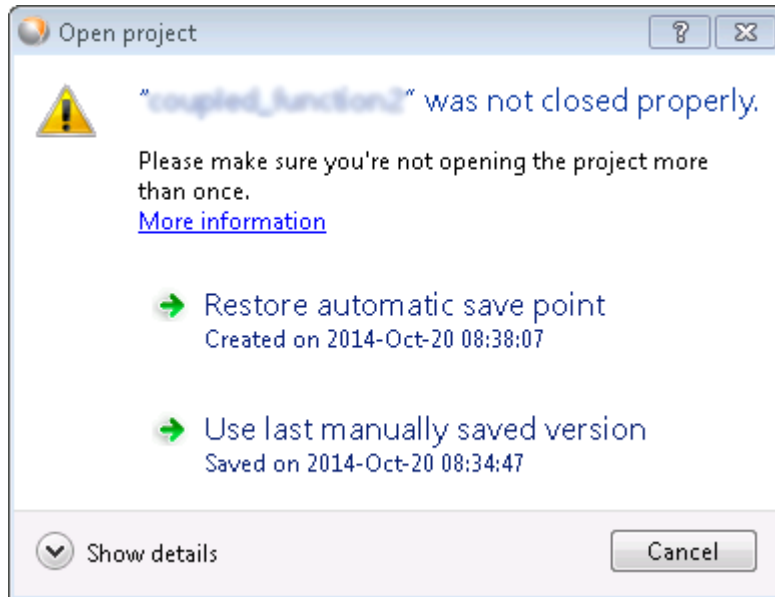 Open project
"coupled_function2" was not closed properly.
Please make sure you're not opening the project more
than once.
More information
Restore automatic save point
Created on 2014-Oct-20 08:38:07
Use last manually saved version
Saved on 2014-Oct-20 08:34:47
Show details
Cancel